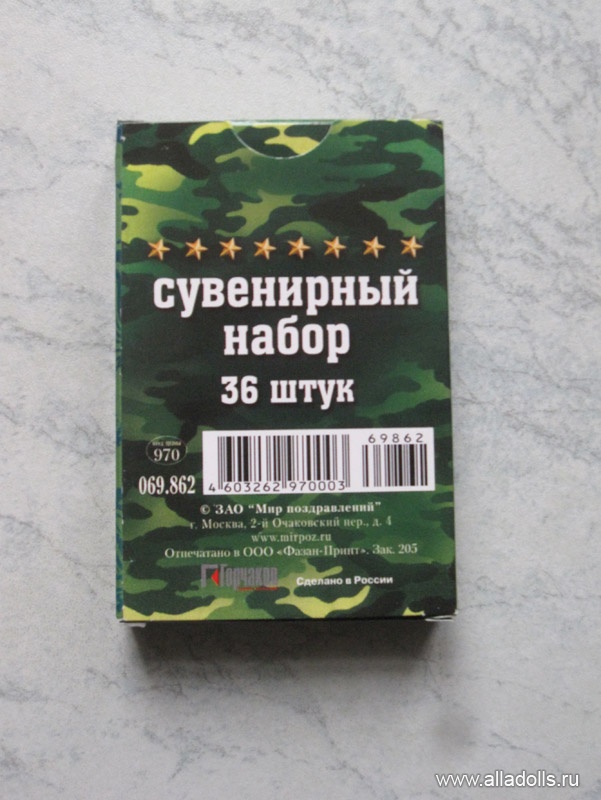 сувенирный
набор
36 штук
970
069.862
69862
4 603262 970003
© ЗАО "Мир поздравлений"
г. Москва, 2-й Очаковский пер., д. 4
www.mirpoz.ru
Отпечатано в ООО «Фазан-Принт». Зак. 205
Горчаков
Сделано в России
www.alladolls.ru